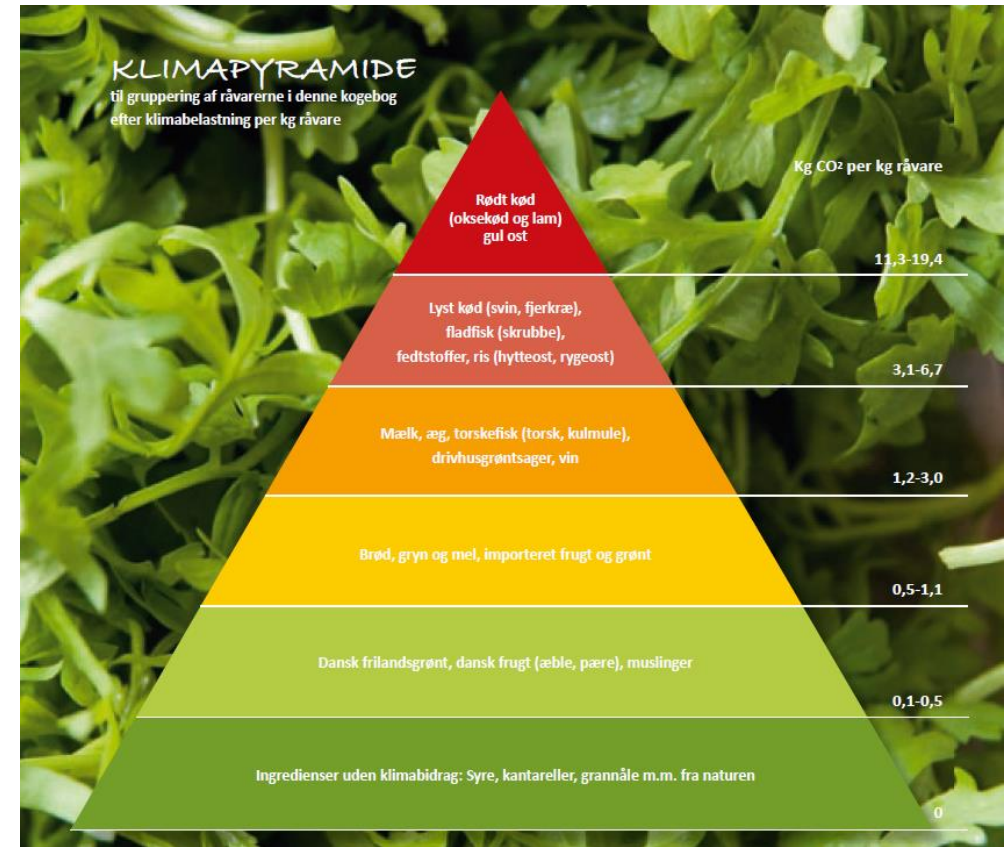 KLIMAPYRAMIDE
til gruppering af råvarerne i denne kogebog
efter klimabelastning per kg råvare
Kg CO² per kg råvare
Rødt kød
(oksekød og lam)
gul ost
11,3-19,4
Lyst kød (svin, fjerkræ),
fladfisk (skrubbe),
fedtstoffer, ris (hytteost, rygeost)
3,1-6,7
Mælk, æg, torskefisk (torsk, kulmule),
drivhusgrøntsager, vin
1,2-3,0
Brød, gryn og mel, importeret frugt og grønt
0,5-1,1
Dansk frilandsgrønt, dansk frugt (æble, pære), muslinger
0,1-0,5
Ingredienser uden klimabidrag: Syre, kantareller, grannåle m.m. fra naturen
0